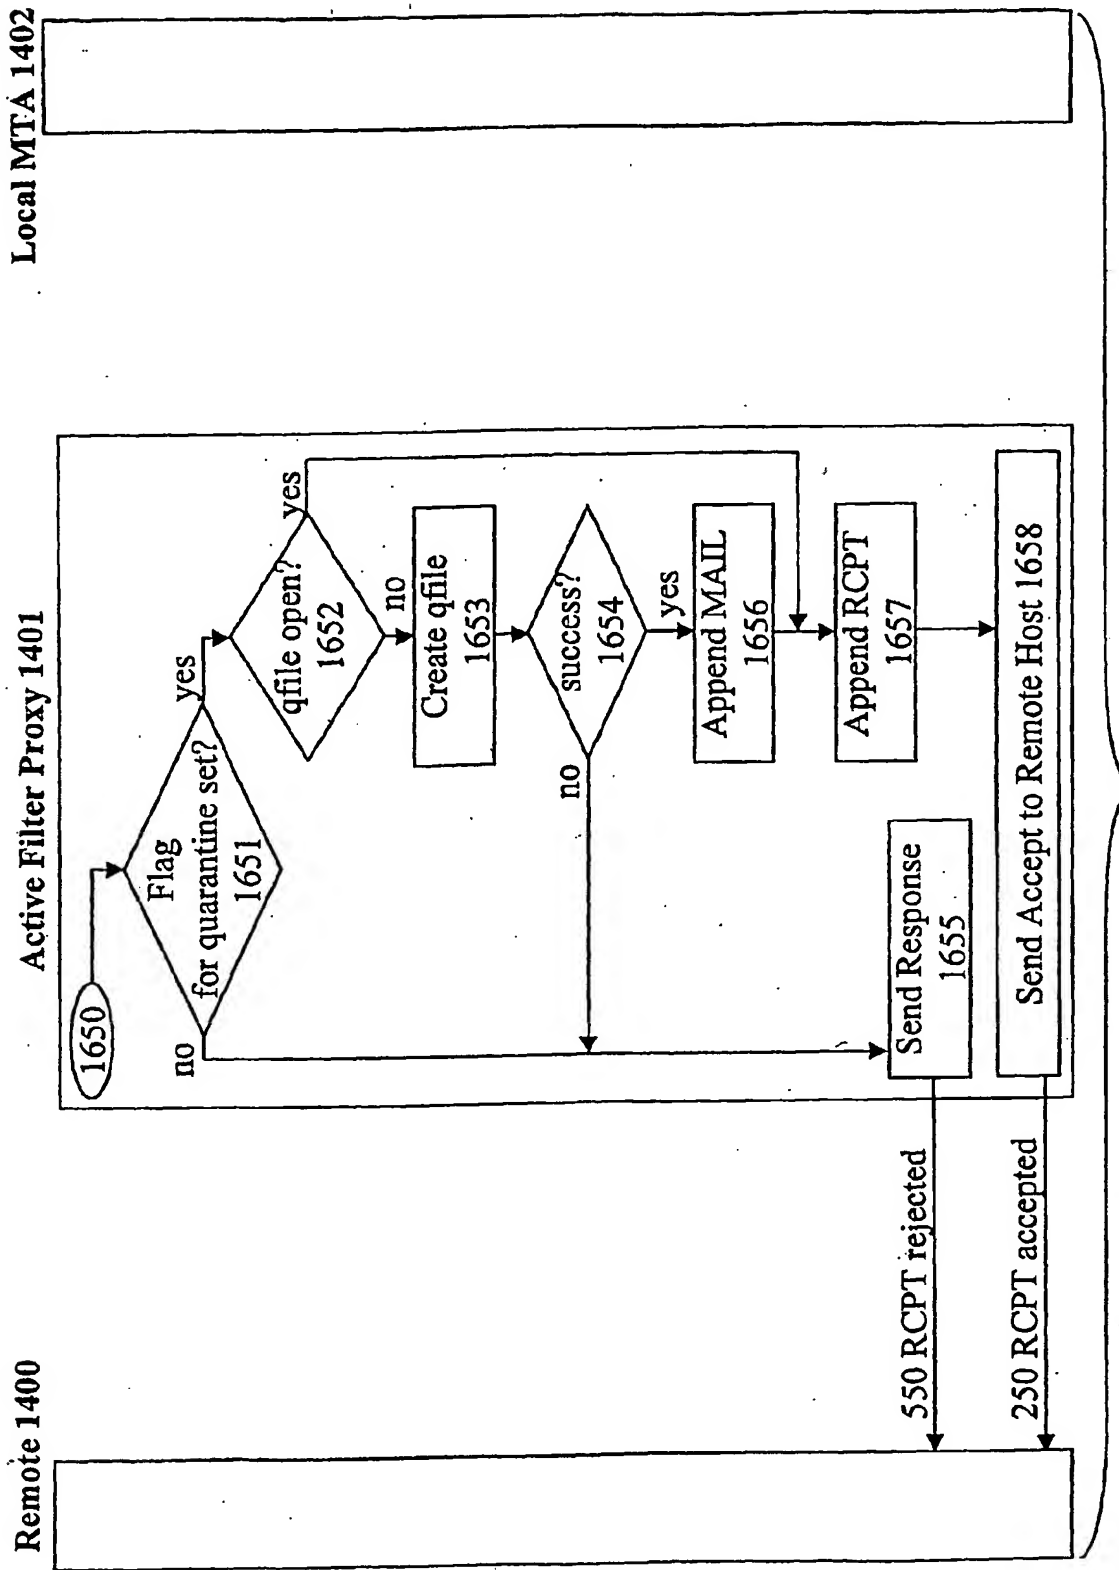 Remote 1400
Active Filter Proxy 1401
Local MTA 1402
1650
Flag
for quarantine set?
1651
yes
no
qfile open?
1652
yes
no
Create qfile
1653
success?
1654
no
yes
Append MAIL
1656
Append RCPT
1657
Send Response
1655
550 RCPT rejected
Send Accept to Remote Host 1658
250 RCPT accepted